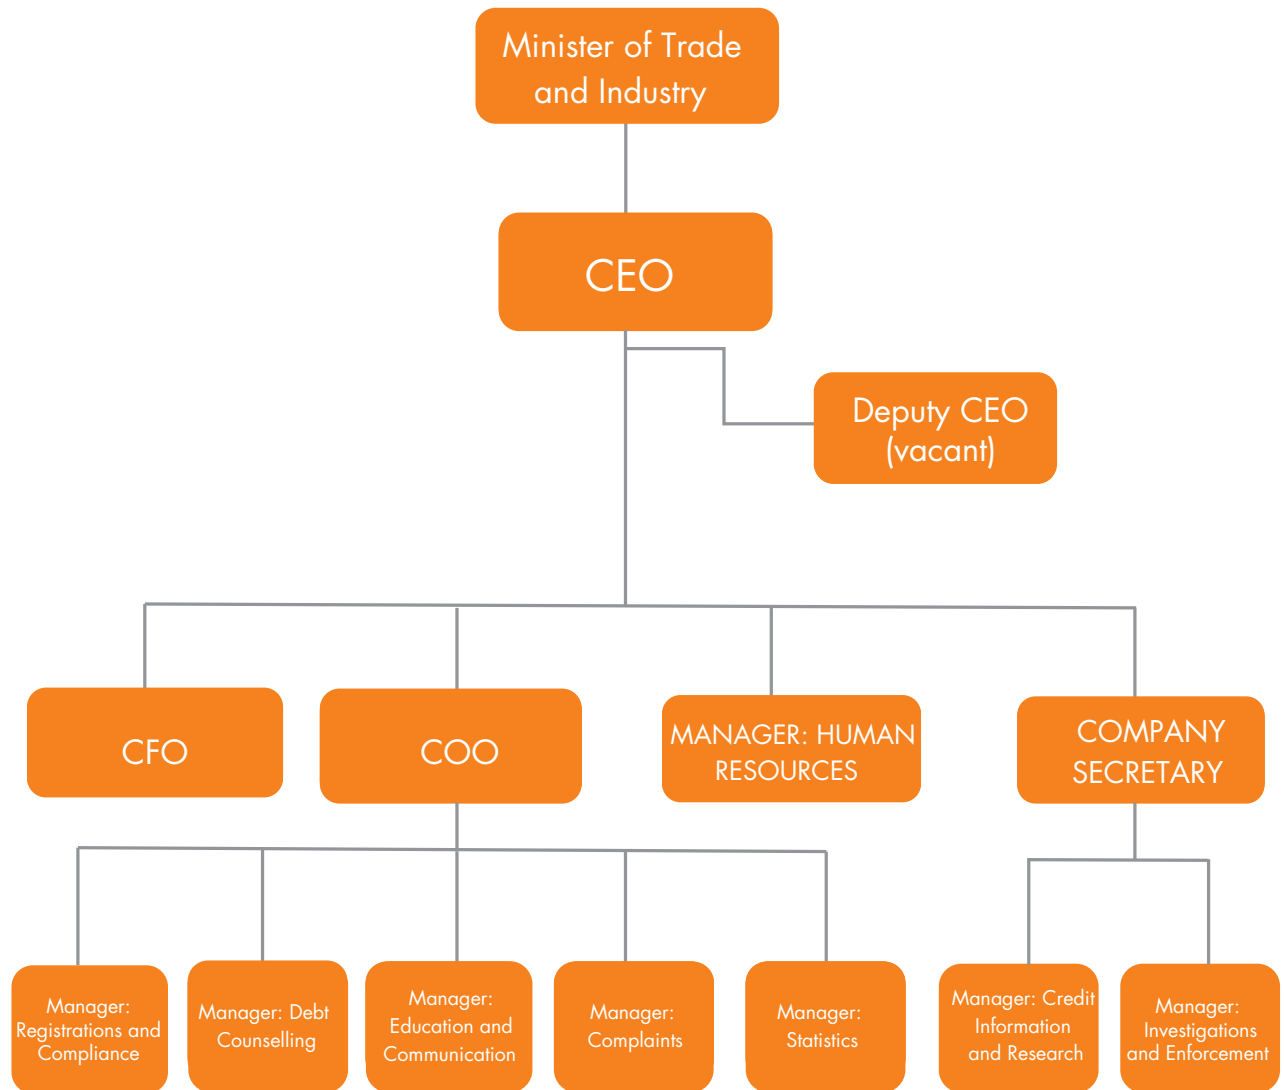 Minister of Trade
and Industry
CEO
Deputy CEO
(vacant)
CFO
COO
MANAGER: HUMAN
RESOURCES
COMPANY
SECRETARY
Manager:
Registrations and
Compliance
Manager: Debt
Counselling
Manager:
Education and
Communication
Manager:
Complaints
Manager:
Statistics
Manager: Credit
Information
and Research
Manager:
Investigations
and Enforcement